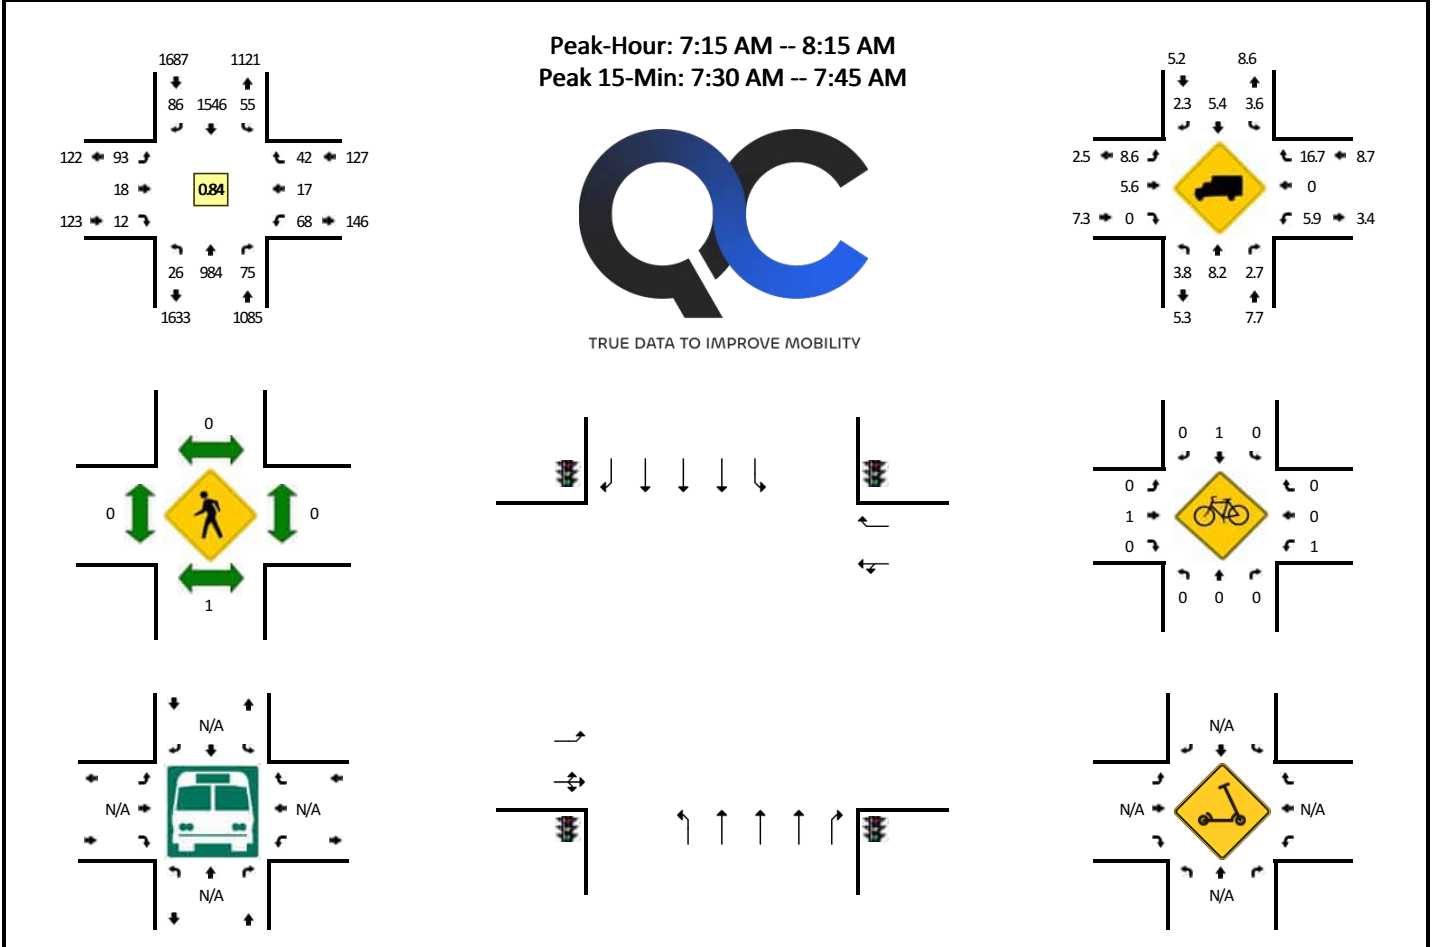 Peak-Hour: 7:15 AM -- 8:15 AM
Peak 15-Min: 7:30 AM -- 7:45 AM
1687 1121
86 1546 55
122 93 42 127
18 0.84 17
123 12 68 146
26 984 75
1633 1085
TRUE DATA TO IMPROVE MOBILITY
5.2 8.6
2.3 5.4 3.6
2.5 8.6 16.7 8.7
5.6 0
7.3 0 5.9 3.4
3.8 8.2 2.7
5.3 7.7
0
0 0
1
0 1 0
0 0
1 0
0 1
0 0 0
N/A
N/A N/A
N/A
N/A
N/A N/A
N/A